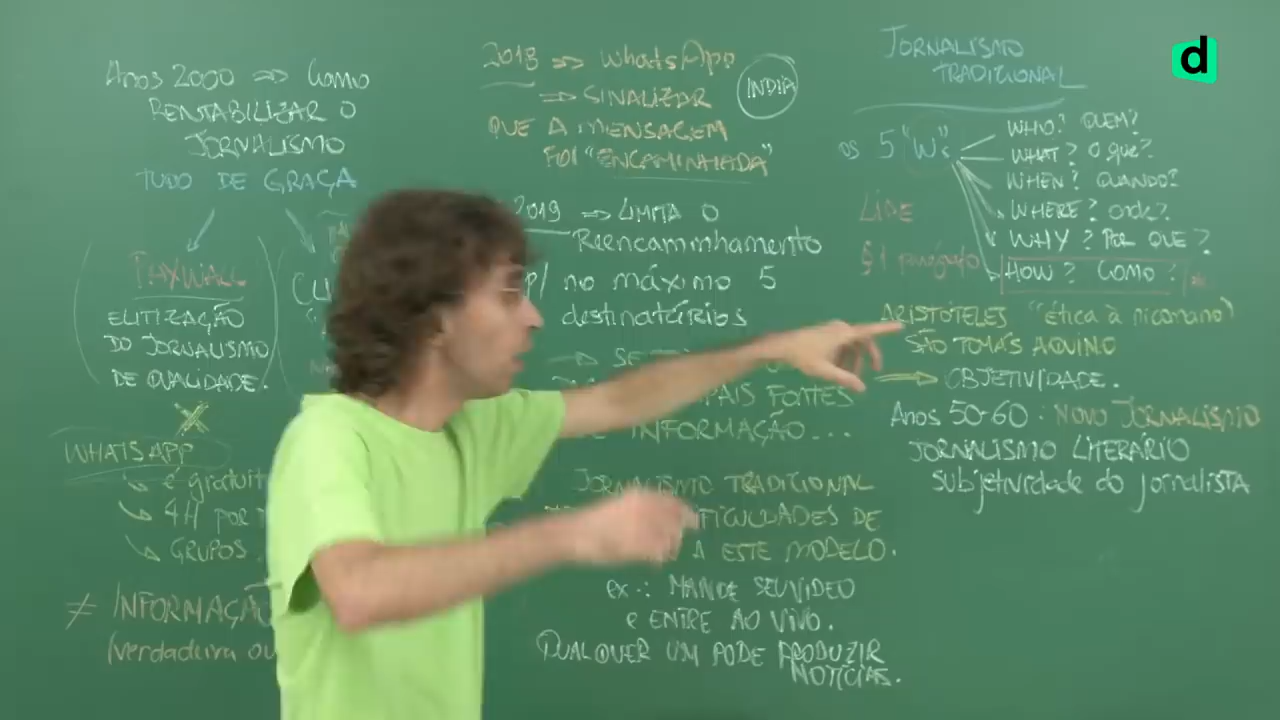 Anos 2000 => Como
RENTABILIZAR O
JORNALISMO
TUDO DE GRAÇA
PAYWALL
ELITIZAÇÃO
DO JORNALISMO
DE QUALIDADE.
WHATSAPP
é gratuit
4H por
GRUPOS.
≠ INFORMAÇÃO
(verdadeira ou
2018 => WhatsApp
=> SINALIZAR
INDIA
QUE A MENSAGEM
FOI "ENCAMINHADA"
2019 => LIMITA O
Reencaminhamento
p/ no máximo 5
destinatários
PAIS FONTES
INFORMAÇÃO...
JORNALISMO TRADICIONAL
DIFICULDADES DE
A ESTE MODELO.
ex.: MANDE SEU VÍDEO
e ENTRE AO VIVO.
QUALQUER UM PODE PRODUZIR
NOTÍCIAS.
JORNALISMO
TRADICIONAL
d
os 5 "W"s
WHO? QUEM?
WHAT? O que?
WHEN? QUANDO?
WHERE? Onde?
WHY? POR QUE?
HOW? COMO?
LIDE
§1 parágrafo
ARISTÓTELES "ética à nicomano)
SÃO TOMÁS AQUINO
=> OBJETIVIDADE.
Anos 50-60: NOVO JORNALISMO
JORNALISMO LITERÁRIO
subjetividade do jornalista